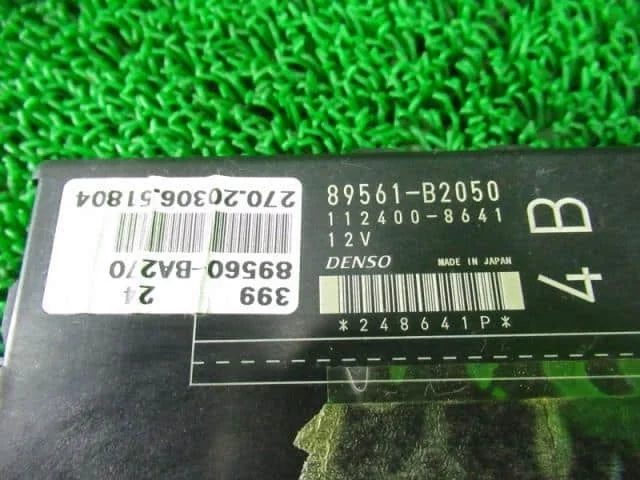 399
24
89560-BA270
270.20306.51804
89561-B2050
112400-8641
12V
DENSO MADE IN JAPAN
*248641P*
4B